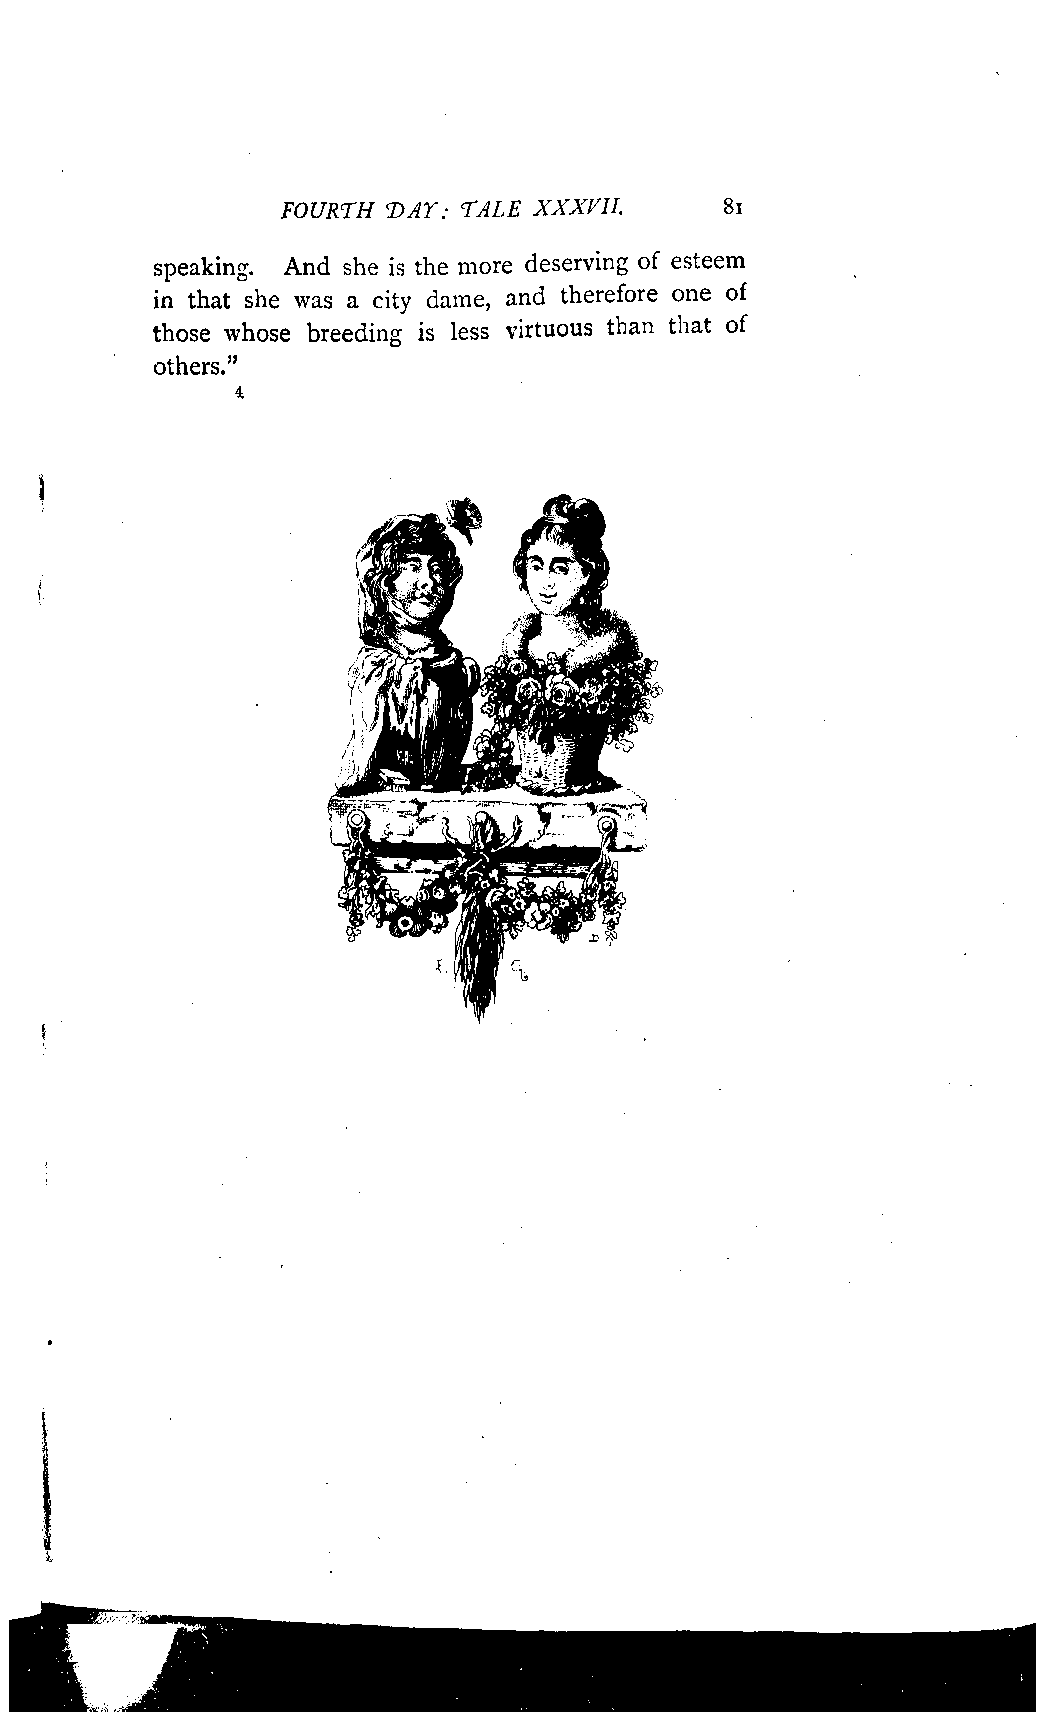 FOURTH DAY: TALE XXXVII. 81
speaking. And she is the more deserving of esteem
in that she was a city dame, and therefore one of
those whose breeding is less virtuous than that of
others.”
4